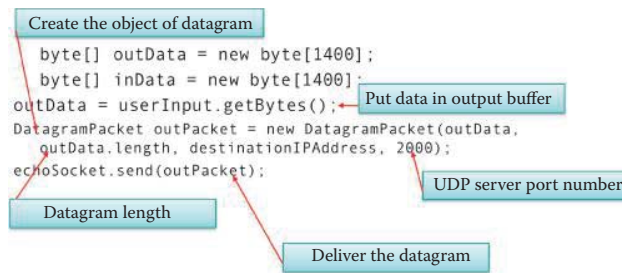 Create the object of datagram
byte[] outData = new byte[1400];
byte[] inData = new byte[1400];
outData = userInput.getBytes();
Put data in output buffer
DatagramPacket outPacket = new DatagramPacket(outData,
outData.length, destinationIPAddress, 2000);
echoSocket.send(outPacket);
UDP server port number
Datagram length
Deliver the datagram